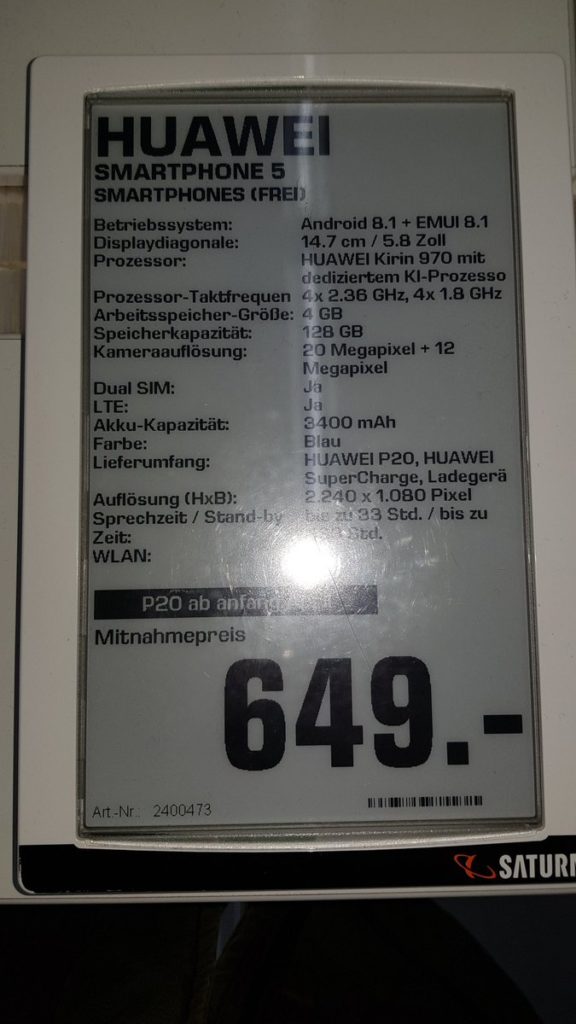 HUAWEI
SMARTPHONE 5
SMARTPHONES (FREI)
Betriebssystem: Android 8.1 + EMUI 8.1
Displaydiagonale: 14.7 cm / 5.8 Zoll
Prozessor: HUAWEI Kirin 970 mit
dediziertem KI-Prozesso
Prozessor-Taktfrequen 4x 2.36 GHz, 4x 1.8 GHz
Arbeitsspeicher-Größe: 4 GB
Speicherkapazität: 128 GB
Kameraauflösung: 20 Megapixel + 12
Megapixel
Dual SIM: Ja
LTE: Ja
Akku-Kapazität: 3400 mAh
Farbe: Blau
Lieferumfang: HUAWEI P20, HUAWEI
SuperCharge, Ladegerä
Auflösung (HxB): 2.240 x 1.080 Pixel
Sprechzeit / Stand-by bis zu 33 Std. / bis zu
Zeit: Std.
WLAN:
P20 ab anfang
Mitnahmepreis
649.-
Art.-Nr.: 2400473
SATURN